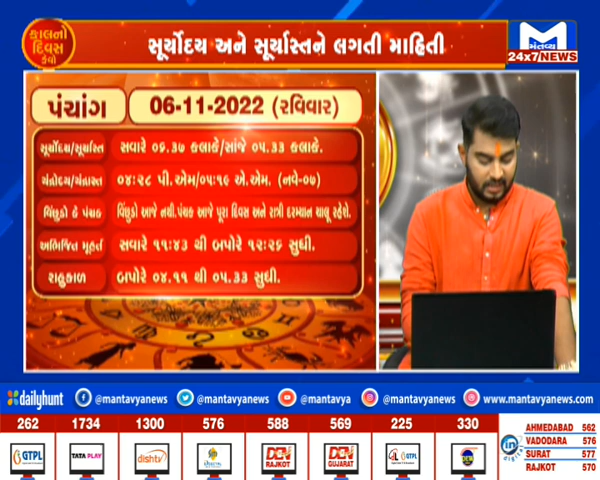 કાલનો
દિવસ
કેવો
સૂર્યોદય અને સૂર્યાસ્તને લગતી માહિતી
મંતવ્ય
24x7 NEWS
પંચાંગ
06-11-2022 (રવિવાર)
સૂર્યોદય/સૂર્યાસ્ત સવારે ૦૬.૩૭ કલાકે/સાંજે ૦૫.૩૩ કલાકે.
ચંદ્રોદય/ચંદ્રાસ્ત ૦૪:૨૮ પી.એમ/૦૫:૧૯ એ.એમ. (નવે-૦૭)
વિંછુડો કે પંચક વિંછુડો આજે નથી.પંચક આજે પૂરા દિવસ અને રાત્રી દરમ્યાન ચાલૂ રહેશે.
અભિજિત મૂહર્ત સવારે ૧૧:૪૩ થી બપોરે ૧૨:૨૬ સુધી.
રાહુકાળ બપોરે ૦૪.૧૧ થી ૦૫.૩૩ સુધી.
dailyhunt @mantavyanews @mantavyanews @mantavya @mantavyanews @mantavyanews www.mantavyanews.com
262 1734 1300 576 588 569 225 330
GTPL TATA PLAY dishtv DEN RAJKOT DEN GUJARAT
in digital
AHMEDABAD 562
VADODARA 576
SURAT 577
RAJKOT 570